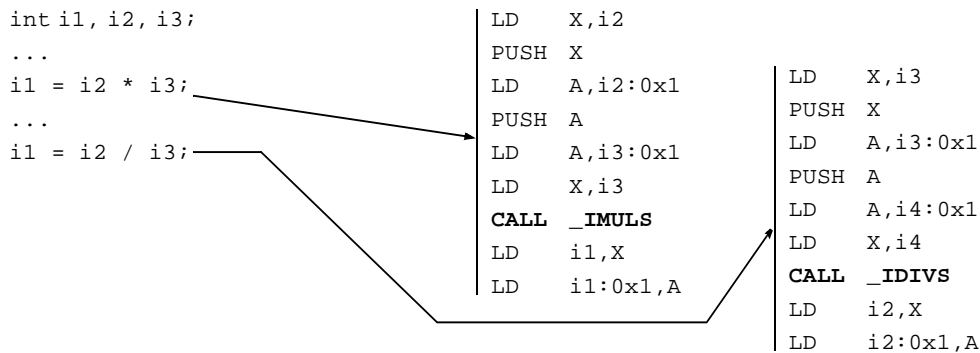 int i1, i2, i3;
...
i1 = i2 * i3;
...
i1 = i2 / i3;
LD X,i2
PUSH X
LD A,i2:0x1
PUSH A
LD A,i3:0x1
LD X,i3
CALL _IMULS
LD i1,X
LD i1:0x1,A
LD X,i3
PUSH X
LD A,i3:0x1
PUSH A
LD A,i4:0x1
LD X,i4
CALL _IDIVS
LD i2,X
LD i2:0x1,A